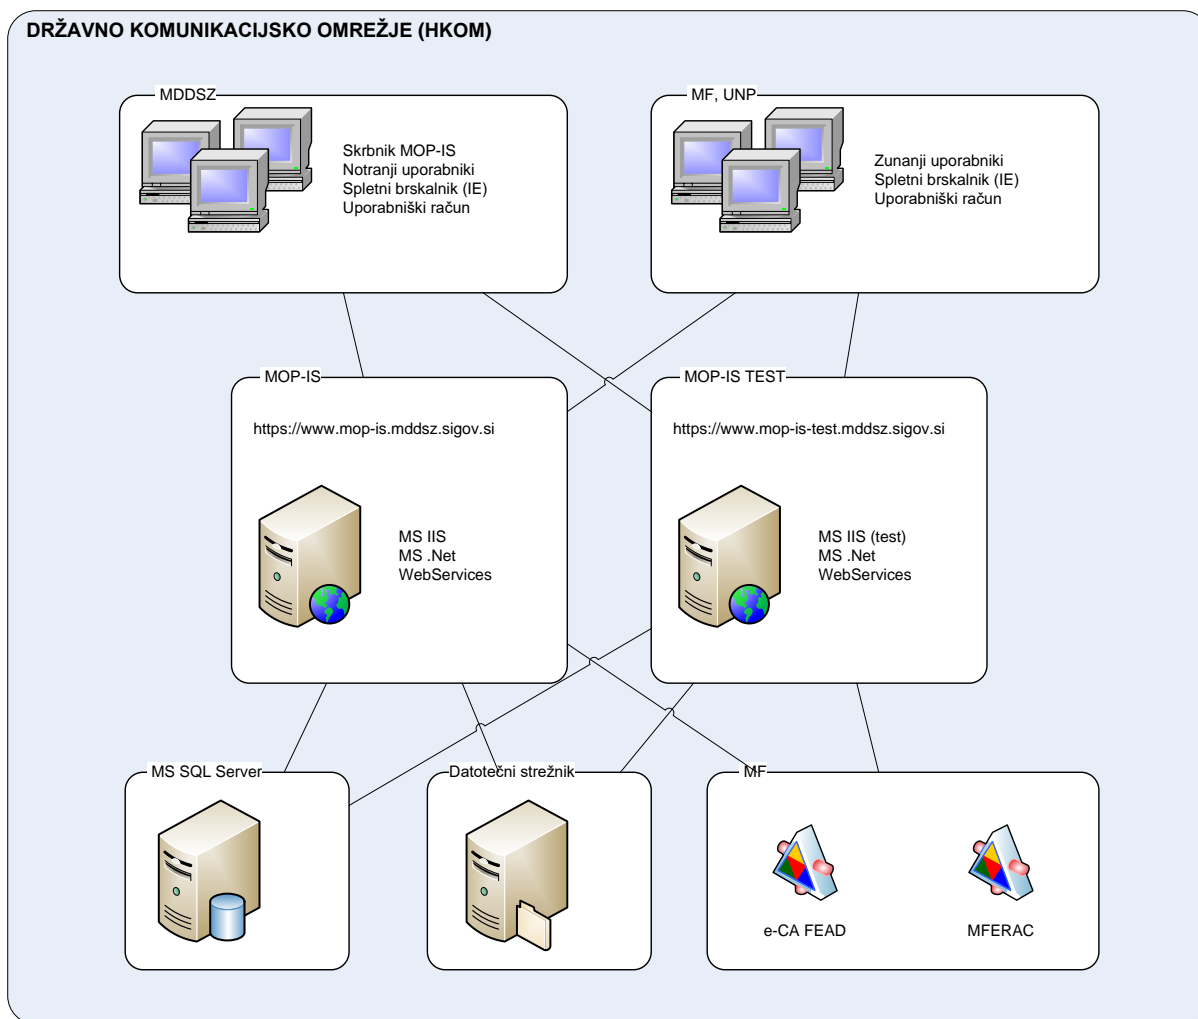 DRŽAVNO KOMUNIKACIJSKO OMREŽJE (HKOM)
MDDSZ
Skrbnik MOP-IS
Notranji uporabniki
Spletni brskalnik (IE)
Uporabniški račun
MF, UNP
Zunanji uporabniki
Spletni brskalnik (IE)
Uporabniški račun
MOP-IS
https://www.mop-is.mddsz.sigov.si
MS IIS
MS .Net
WebServices
MOP-IS TEST
https://www.mop-is-test.mddsz.sigov.si
MS IIS (test)
MS .Net
WebServices
MS SQL Server
Datotečni strežnik
MF
e-CA FEAD
MFERAC